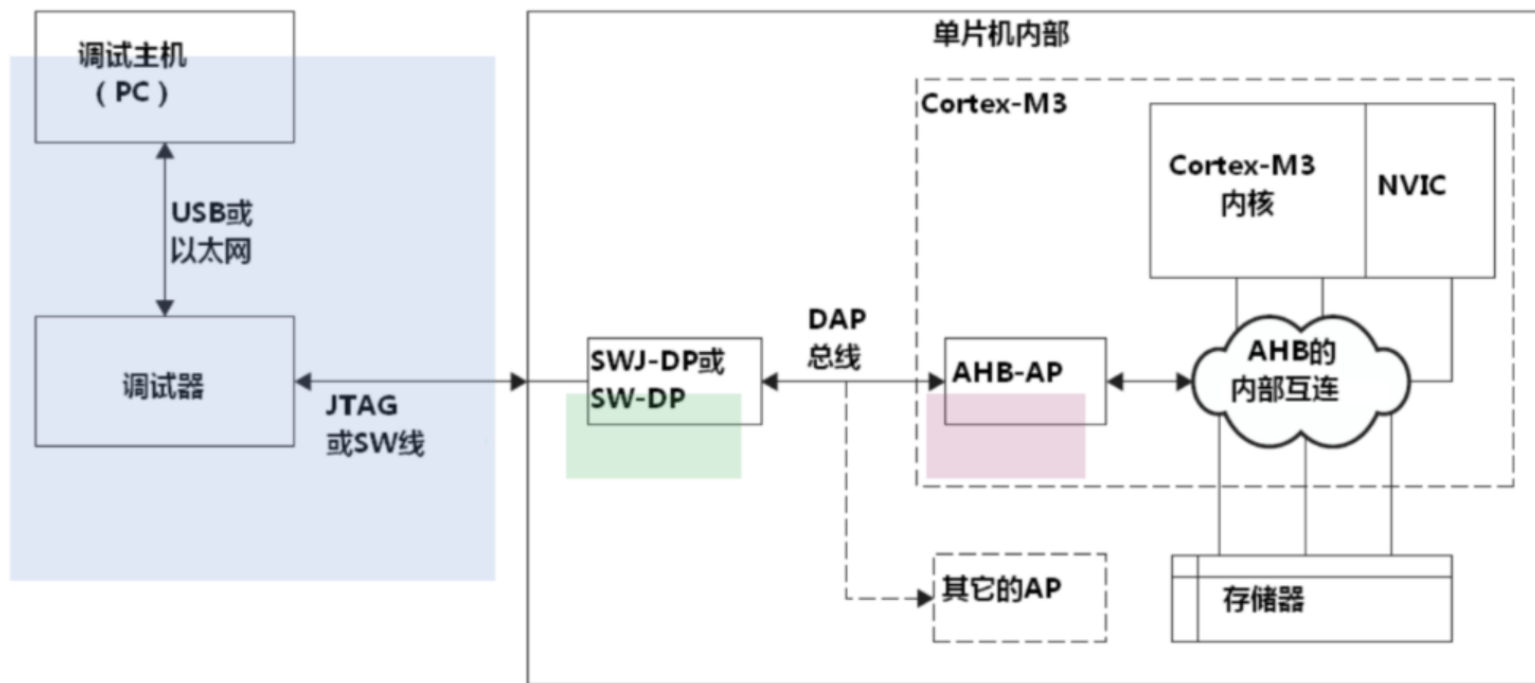 调试主机
（PC）
USB或
以太网
调试器
JTAG
或SW线
单片机内部
SWJ-DP或
SW-DP
DAP
总线
Cortex-M3
AHB-AP
Cortex-M3
内核
NVIC
AHB的
内部互连
其它的AP
存储器